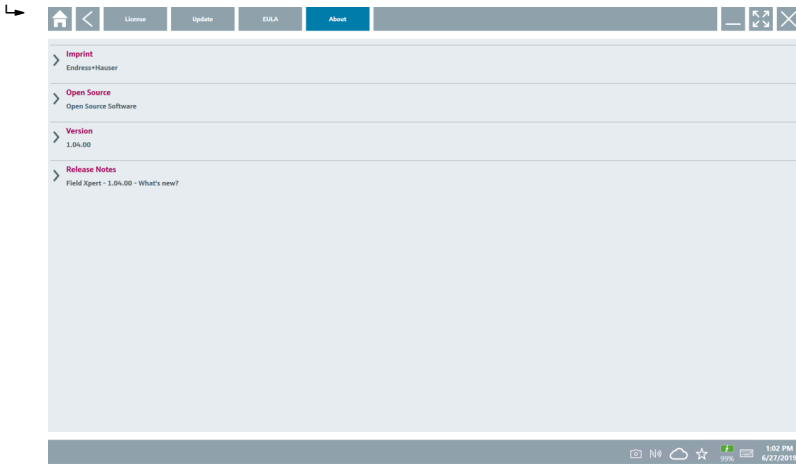 License Update EULA About
Imprint
Endress+Hauser
Open Source
Open Source Software
Version
1.04.00
Release Notes
Field Xpert - 1.04.00 - What's new?
1:02 PM
99% 6/27/2019